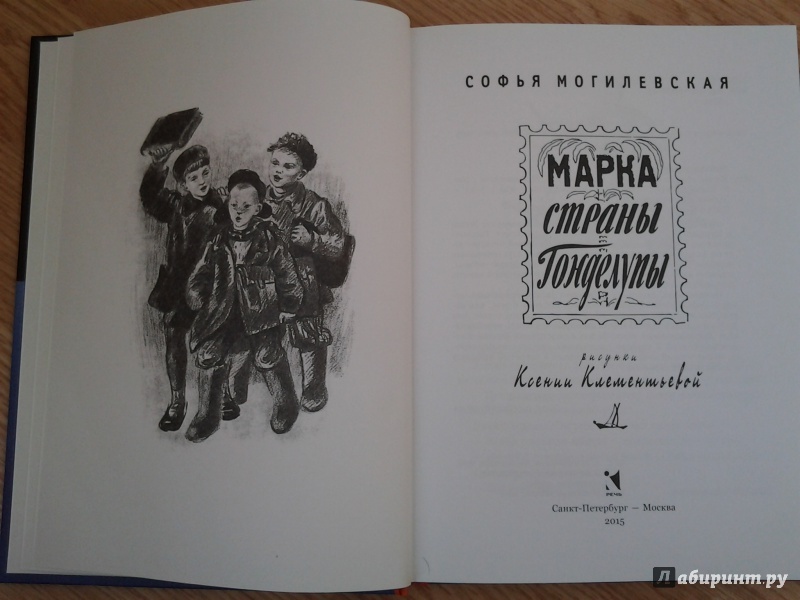 СОФЬЯ МОГИЛЕВСКАЯ
МАРКА
страны
Гонделупы
рисунки
Ксении Клементьевой
РЕЧЬ
Санкт-Петербург — Москва
2015
Лабиринт.ру